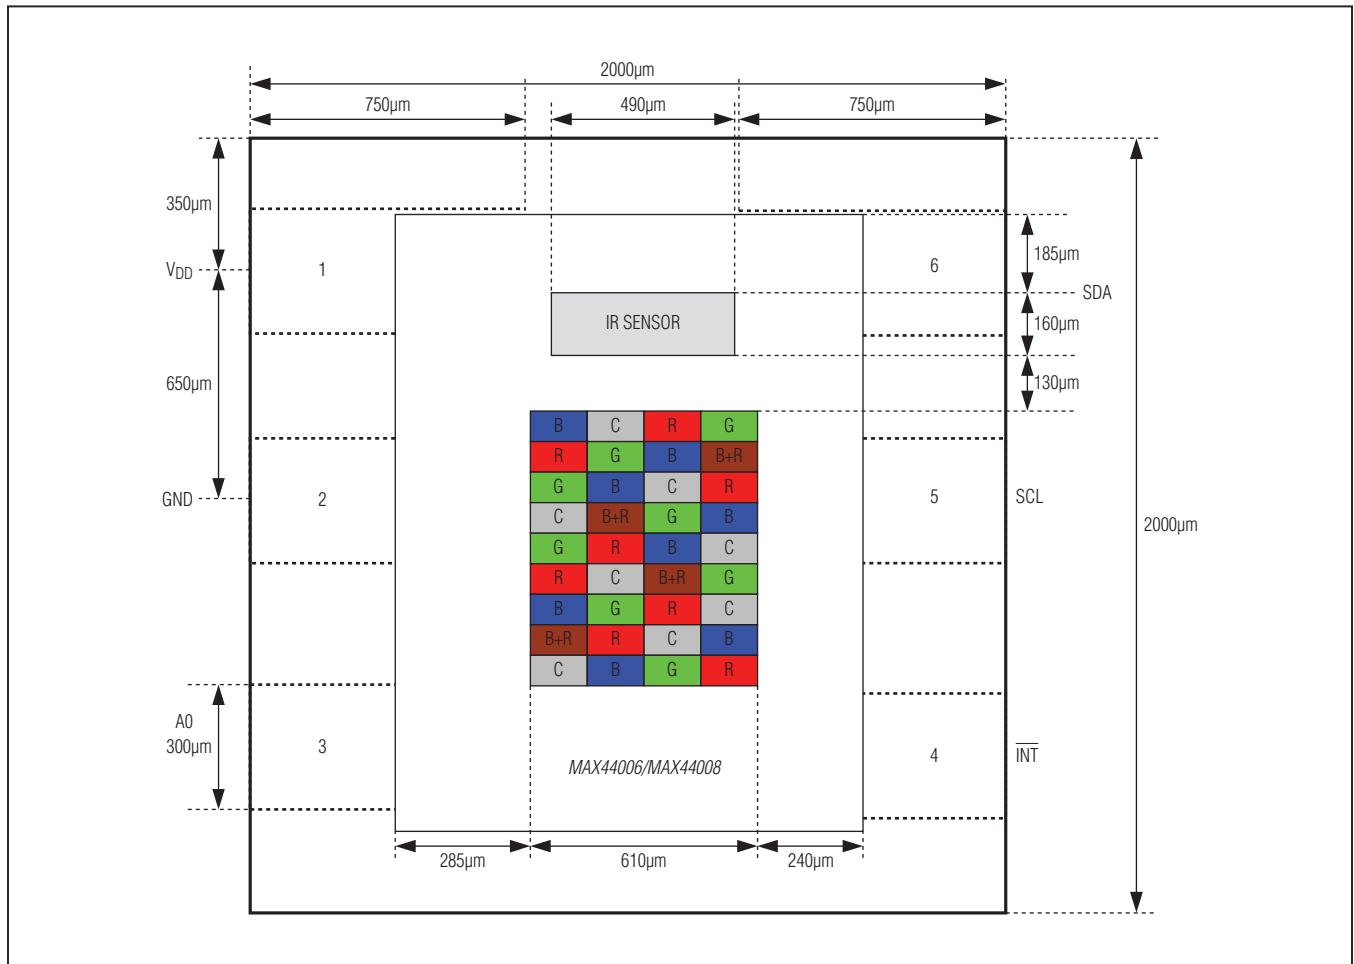 2000µm
750µm 490µm 750µm
350µm
VDD 1 6 185µm
SDA
IR SENSOR 160µm
650µm 130µm
B C R G
R G B B+R
G B C R
GND 2 C B+R G B 5 SCL
2000µm
G R B C
R C B+R G
B G R C
B+R R C B
C B G R
A0
300µm 3 4 INT
MAX44006/MAX44008
285µm 610µm 240µm